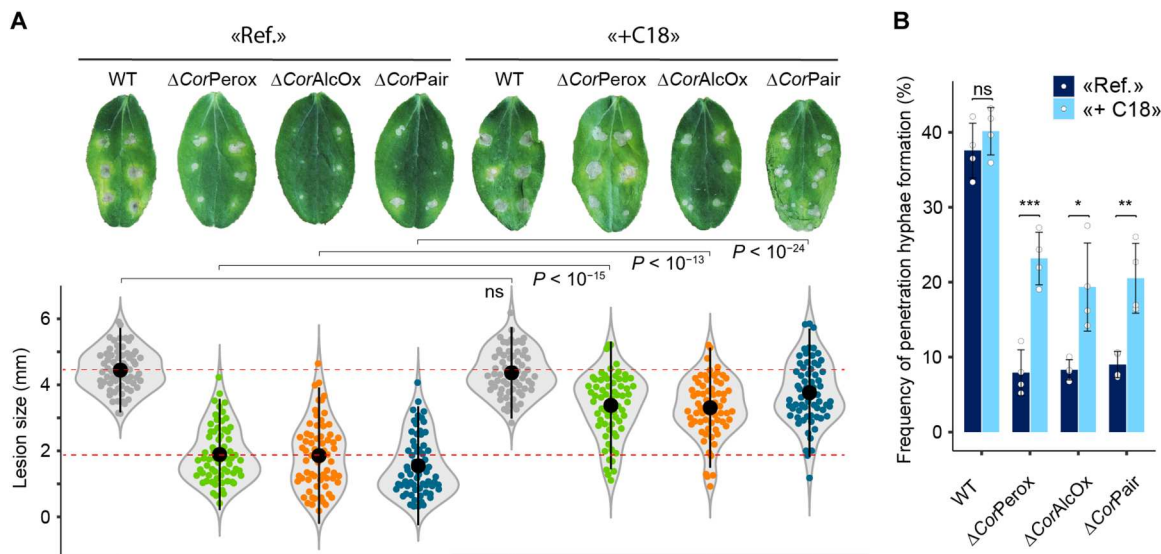 A
«Ref.»
«+C18»
WT
ΔCorPerox
ΔCorAlcOx
ΔCorPair
WT
ΔCorPerox
ΔCorAlcOx
ΔCorPair
P < 10⁻²⁴
P < 10⁻¹³
P < 10⁻¹⁵
ns
Lesion size (mm)
6
4
2
0
B
«Ref.»
«+ C18»
Frequency of penetration hyphae formation (%)
40
30
20
10
0
ns
***
*
**
WT
ΔCorPerox
ΔCorAlcOx
ΔCorPair